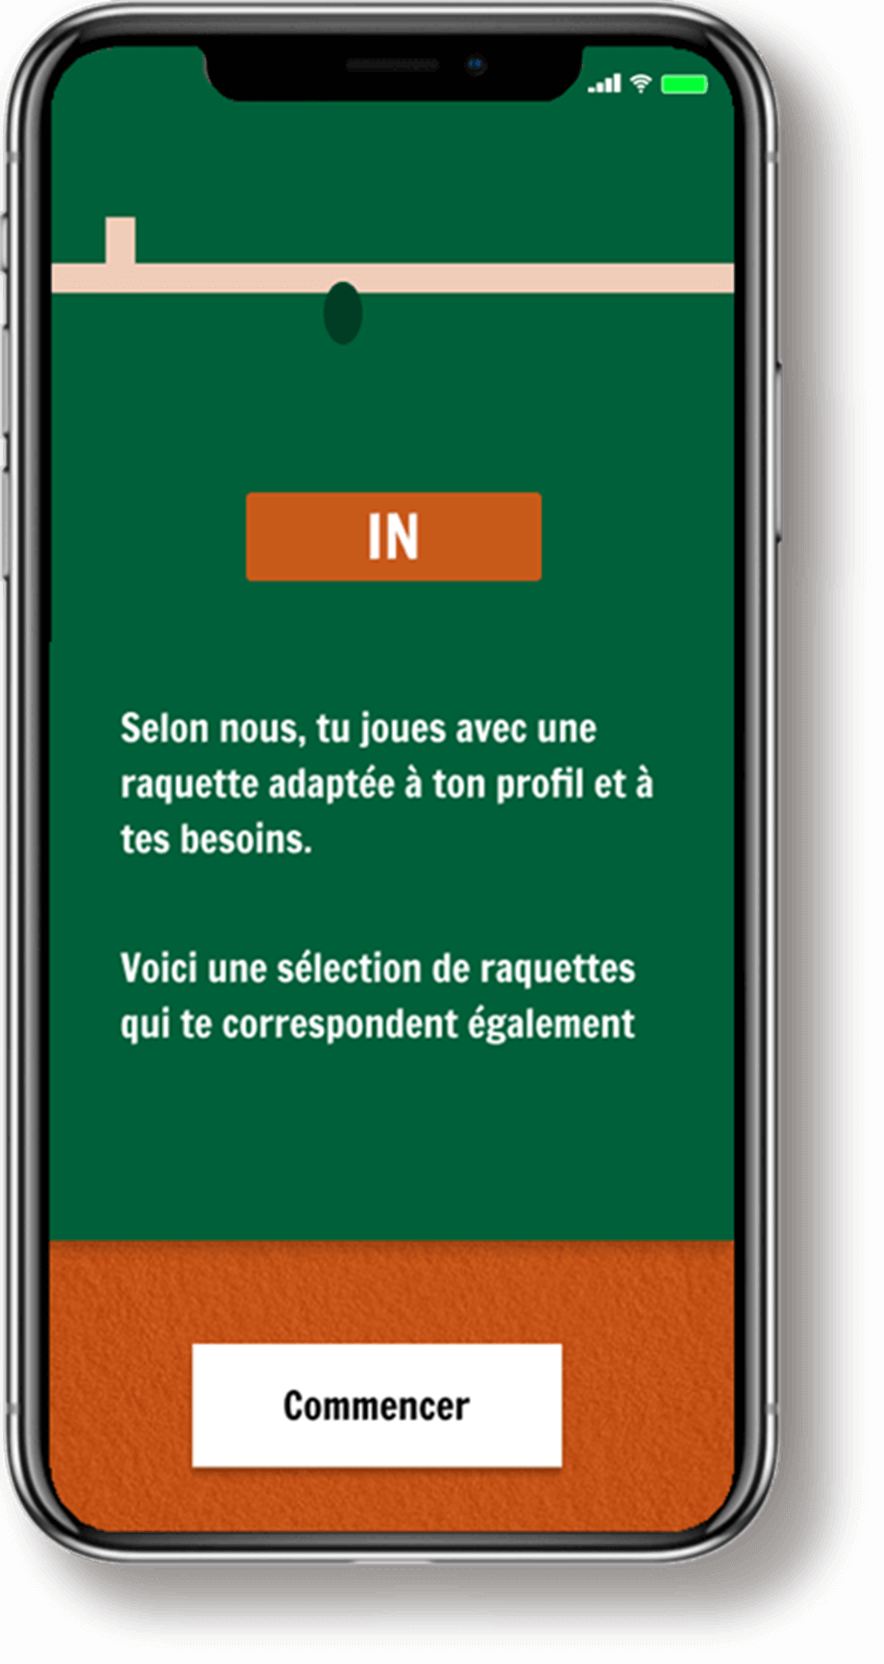 IN
Selon nous, tu joues avec une
raquette adaptée à ton profil et à
tes besoins.
Voici une sélection de raquettes
qui te correspondent également
Commencer